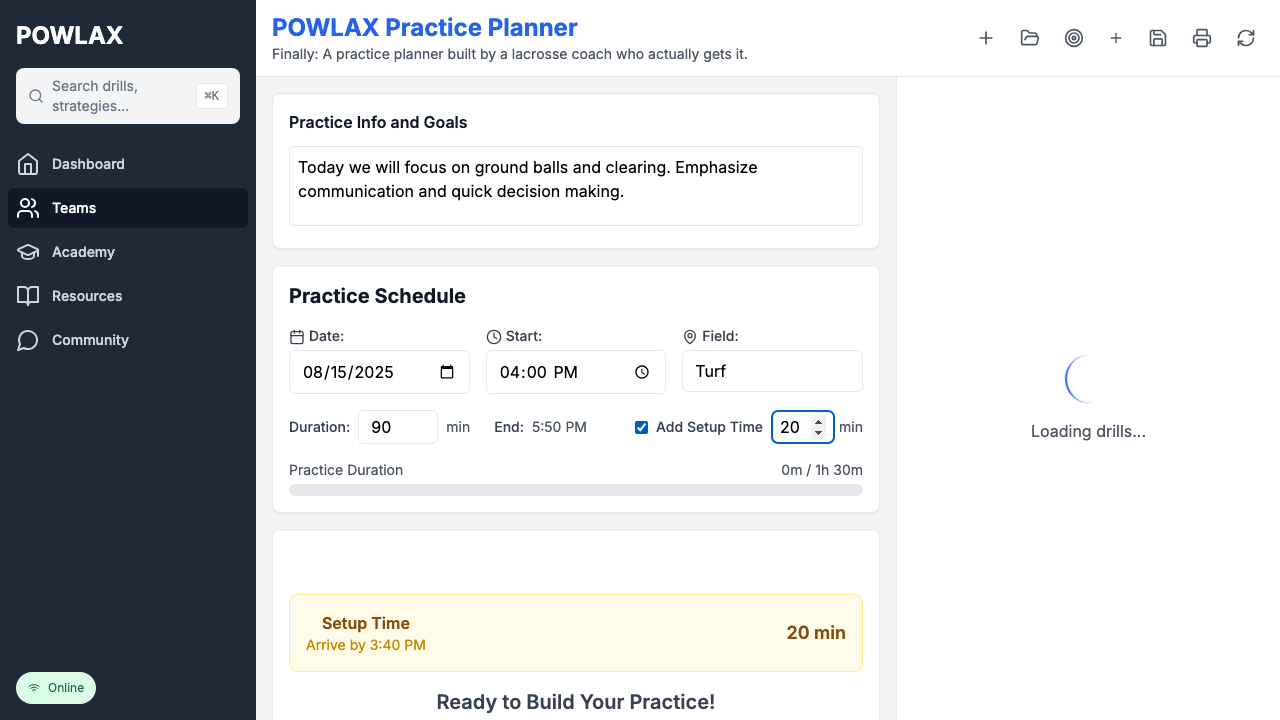 POWLAX
Search drills,
strategies...
⌘K
Dashboard
Teams
Academy
Resources
Community
Online
POWLAX Practice Planner
Finally: A practice planner built by a lacrosse coach who actually gets it.
Practice Info and Goals
Today we will focus on ground balls and clearing. Emphasize
communication and quick decision making.
Practice Schedule
Date: Start: Field:
08/15/2025 04:00 PM Turf
Duration: 90 min End: 5:50 PM Add Setup Time 20 min
Practice Duration 0m / 1h 30m
Setup Time
Arrive by 3:40 PM
20 min
Ready to Build Your Practice!
Loading drills...